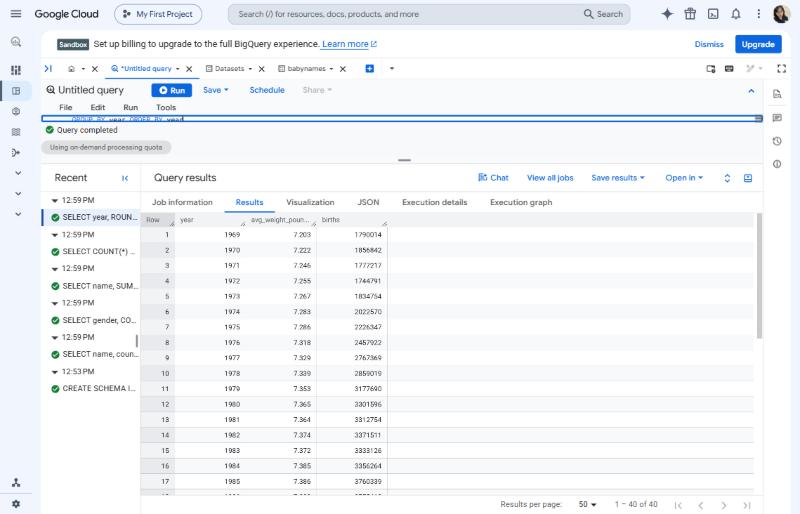 Google Cloud
My First Project
Search (/) for resources, docs, products, and more
Search
Sandbox Set up billing to upgrade to the full BigQuery experience. Learn more
Dismiss
Upgrade
*Untitled query
Datasets
babynames
Untitled query
Run
Save
Schedule
Share
File Edit Run Tools
GROUP BY year ORDER BY year
Query completed
Using on-demand processing quota
Recent
12:59 PM
SELECT year, ROUN...
12:59 PM
SELECT COUNT(*) ...
12:59 PM
SELECT name, SUM...
12:59 PM
SELECT gender, CO...
12:59 PM
SELECT name, coun...
12:53 PM
CREATE SCHEMA I...
Query results
Chat
View all jobs
Save results
Open in
Job information Results Visualization JSON Execution details Execution graph
Row year avg_weight_poun... births
1 1969 7.203 1790014
2 1970 7.222 1856842
3 1971 7.246 1777217
4 1972 7.255 1744791
5 1973 7.267 1834754
6 1974 7.283 2022570
7 1975 7.286 2226347
8 1976 7.318 2457922
9 1977 7.329 2767369
10 1978 7.339 2859019
11 1979 7.353 3177690
12 1980 7.365 3301596
13 1981 7.364 3312754
14 1982 7.374 3371511
15 1983 7.372 3333126
16 1984 7.385 3356264
17 1985 7.386 3760339
Results per page: 50 1 – 40 of 40